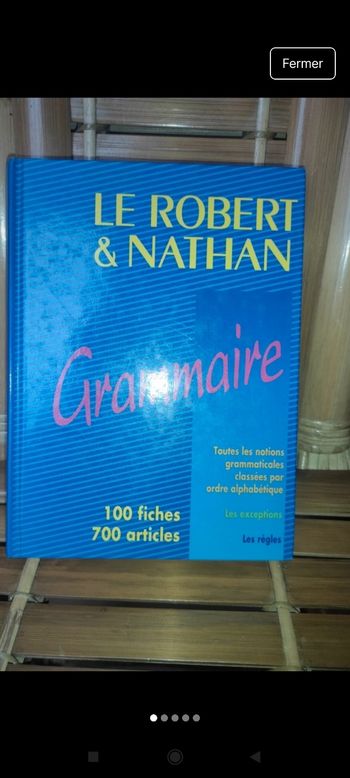 Fermer
LE ROBERT
& NATHAN
Grammaire
Toutes les notions
grammaticales
classées par
ordre alphabétique
Les exceptions
Les règles
100 fiches
700 articles